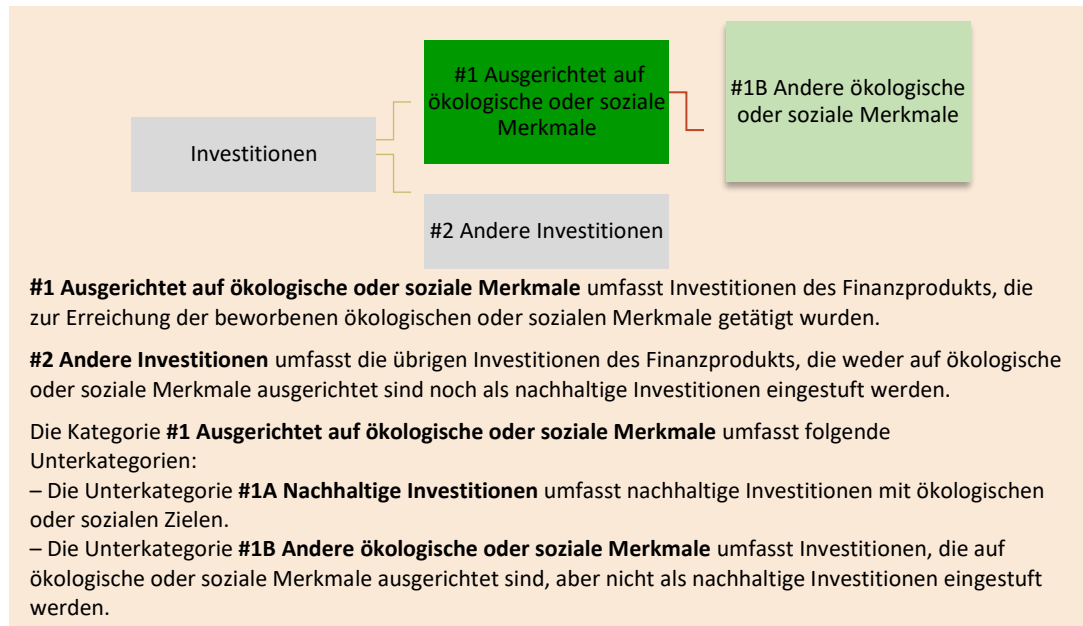 #1 Ausgerichtet auf
ökologische oder soziale
Merkmale
#1B Andere ökologische
oder soziale Merkmale
Investitionen
#2 Andere Investitionen
#1 Ausgerichtet auf ökologische oder soziale Merkmale umfasst Investitionen des Finanzprodukts, die
zur Erreichung der beworbenen ökologischen oder sozialen Merkmale getätigt wurden.
#2 Andere Investitionen umfasst die übrigen Investitionen des Finanzprodukts, die weder auf ökologische
oder soziale Merkmale ausgerichtet sind noch als nachhaltige Investitionen eingestuft werden.
Die Kategorie #1 Ausgerichtet auf ökologische oder soziale Merkmale umfasst folgende
Unterkategorien:
– Die Unterkategorie #1A Nachhaltige Investitionen umfasst nachhaltige Investitionen mit ökologischen
oder sozialen Zielen.
– Die Unterkategorie #1B Andere ökologische oder soziale Merkmale umfasst Investitionen, die auf
ökologische oder soziale Merkmale ausgerichtet sind, aber nicht als nachhaltige Investitionen eingestuft
werden.